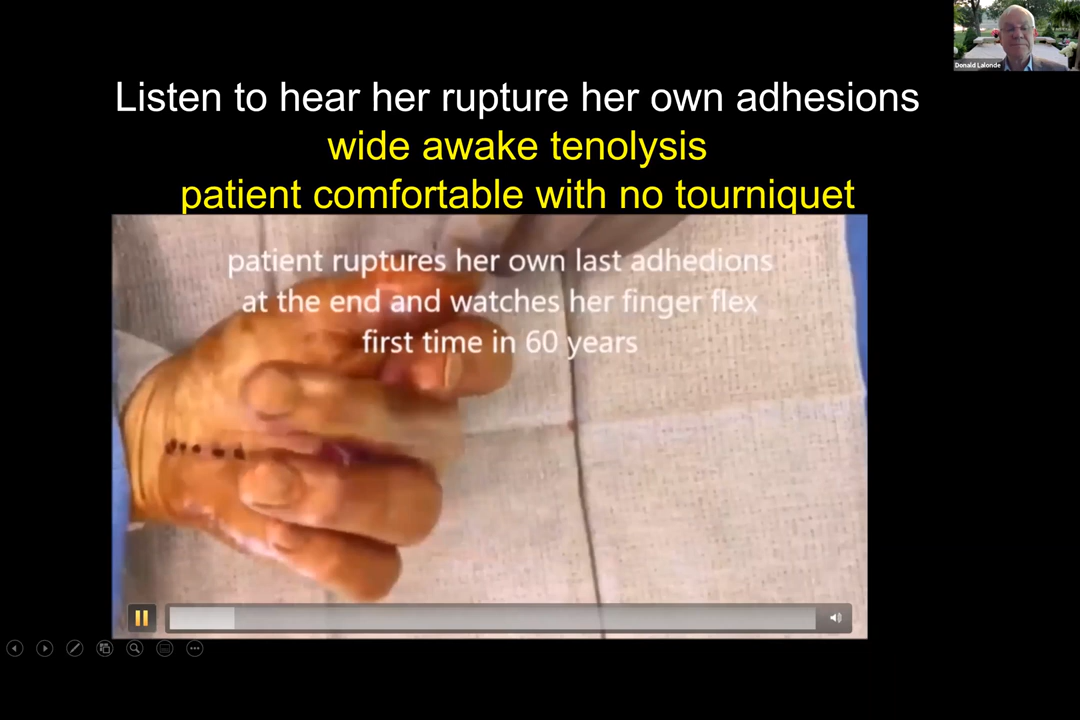 Donald Lalonde
Listen to hear her rupture her own adhesions
wide awake tenolysis
patient comfortable with no tourniquet
patient ruptures her own last adhedions
at the end and watches her finger flex
first time in 60 years